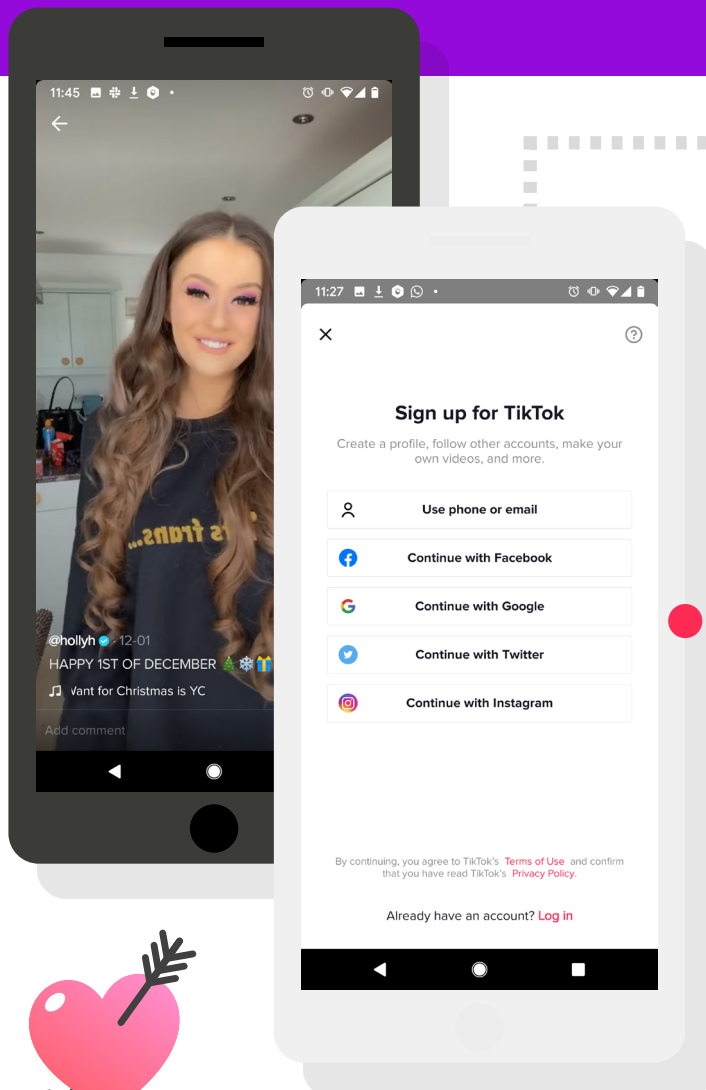 11:45
...snɒɿʇ ƨ
@hollyh · 12-01
HAPPY 1ST OF DECEMBER 🎄❄️🎁
Want for Christmas is YC
Add comment
11:27
Sign up for TikTok
Create a profile, follow other accounts, make your
own videos, and more.
Use phone or email
Continue with Facebook
Continue with Google
Continue with Twitter
Continue with Instagram
By continuing, you agree to TikTok's Terms of Use and confirm
that you have read TikTok's Privacy Policy.
Already have an account? Log in